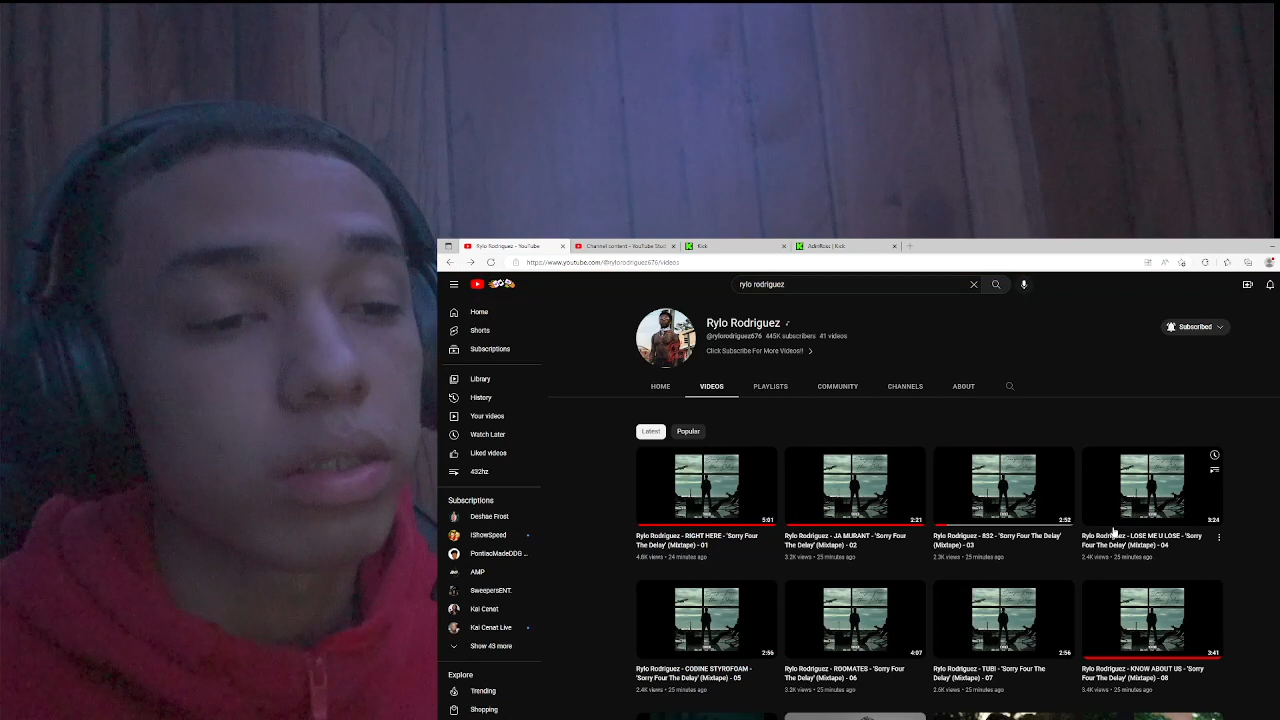 Rylo Rodriguez - YouTube
Channel content - YouTube Stud
Kick
AdinRoss | Kick
https://www.youtube.com/@rylorodriguez676/videos
rylo rodriguez
Home
Shorts
Subscriptions
Library
History
Your videos
Watch Later
Liked videos
432hz
Subscriptions
Deshae Frost
IShowSpeed
PontiacMadeDDG ...
AMP
SweepersENT.
Kai Cenat
Kai Cenat Live
Show 43 more
Explore
Trending
Shopping
Rylo Rodriguez
@rylorodriguez676 445K subscribers 41 videos
Click Subscribe For More Videos!!
Subscribed
HOME VIDEOS PLAYLISTS COMMUNITY CHANNELS ABOUT
Latest Popular
5:01
Rylo Rodriguez - RIGHT HERE - 'Sorry Four
The Delay' (Mixtape) - 01
4.6K views • 24 minutes ago
2:21
Rylo Rodriguez - JA MURANT - 'Sorry Four
The Delay' (Mixtape) - 02
3.2K views • 25 minutes ago
2:52
Rylo Rodriguez - 832 - 'Sorry Four The Delay'
(Mixtape) - 03
2.3K views • 25 minutes ago
3:24
Rylo Rodriguez - LOSE ME U LOSE - 'Sorry
Four The Delay' (Mixtape) - 04
2.4K views • 25 minutes ago
2:56
Rylo Rodriguez - CODINE STYROFOAM -
'Sorry Four The Delay' (Mixtape) - 05
2.4K views • 25 minutes ago
4:07
Rylo Rodriguez - ROOMATES - 'Sorry Four
The Delay' (Mixtape) - 06
3.2K views • 25 minutes ago
2:56
Rylo Rodriguez - TUBI - 'Sorry Four The
Delay' (Mixtape) - 07
2.6K views • 25 minutes ago
3:41
Rylo Rodriguez - KNOW ABOUT US - 'Sorry
Four The Delay' (Mixtape) - 08
3.4K views • 25 minutes ago